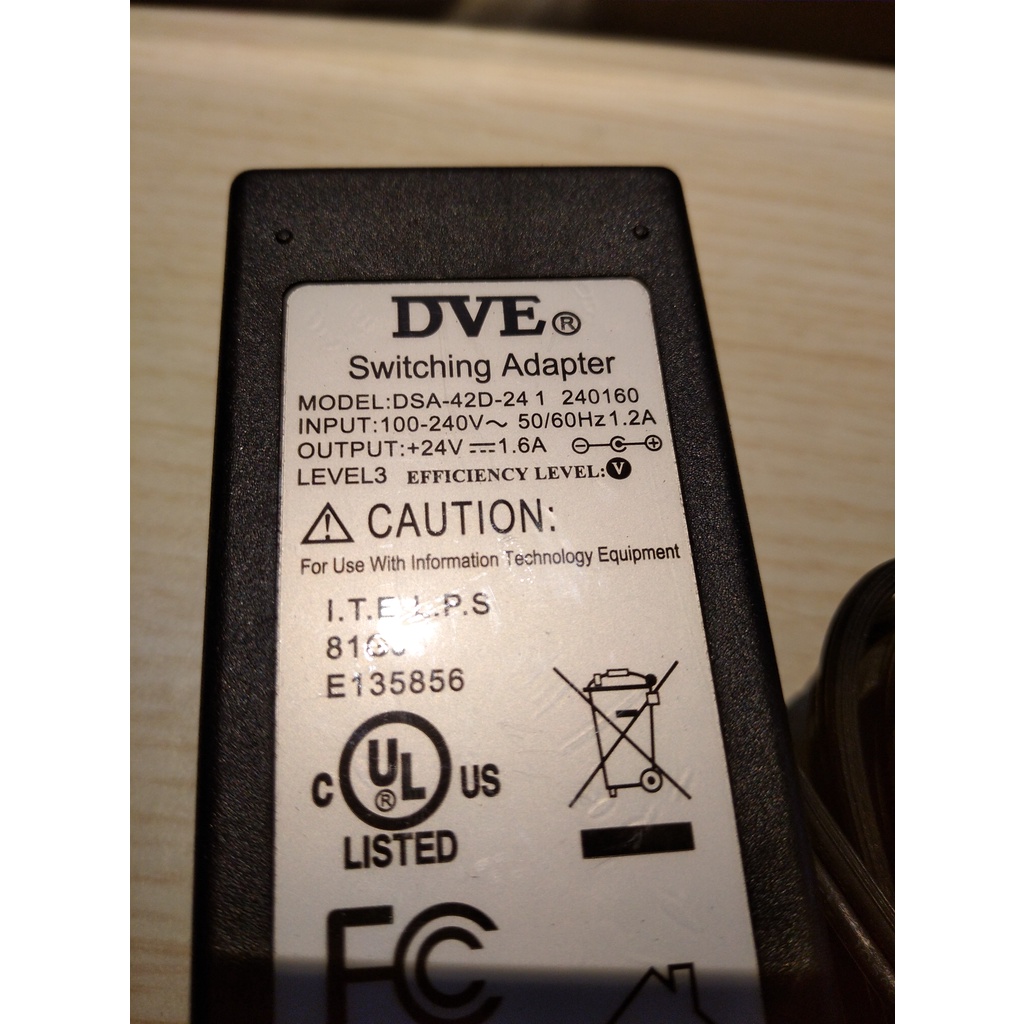 DVE®
Switching Adapter
MODEL:DSA-42D-24 1 240160
INPUT:100-240V～ 50/60Hz 1.2A
OUTPUT:+24V⎓1.6A
LEVEL3 EFFICIENCY LEVEL:V
CAUTION:
For Use With Information Technology Equipment
I.T.E L.P.S
E135856
C UL® US
LISTED
FC